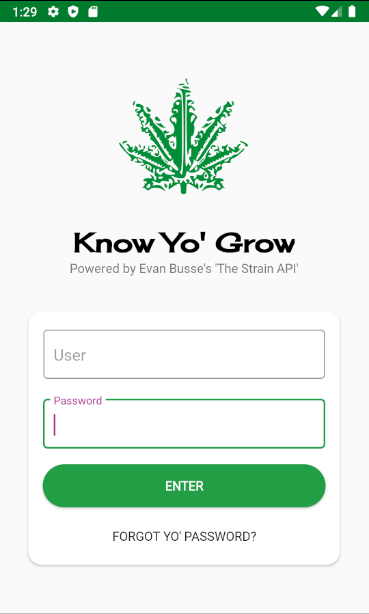 1:29
Know Yo' Grow
Powered by Evan Busse's 'The Strain API'
User
Password
ENTER
FORGOT YO' PASSWORD?